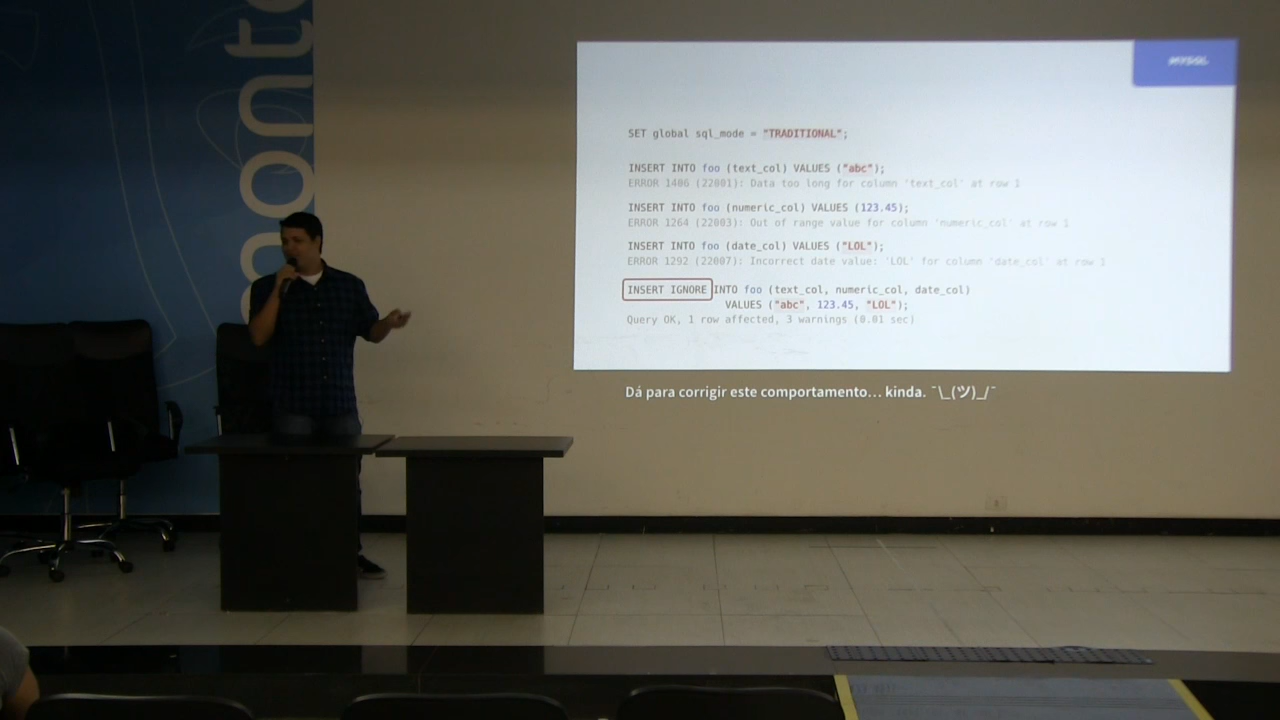 mont
MYSQL
SET global sql_mode = "TRADITIONAL";
INSERT INTO foo (text_col) VALUES ("abc");
ERROR 1406 (22001): Data too long for column 'text_col' at row 1
INSERT INTO foo (numeric_col) VALUES (123.45);
ERROR 1264 (22003): Out of range value for column 'numeric_col' at row 1
INSERT INTO foo (date_col) VALUES ("LOL");
ERROR 1292 (22007): Incorrect date value: 'LOL' for column 'date_col' at row 1
INSERT IGNORE INTO foo (text_col, numeric_col, date_col)
VALUES ("abc", 123.45, "LOL");
Query OK, 1 row affected, 3 warnings (0.01 sec)
Dá para corrigir este comportamento... kinda. ¯\_(ツ)_/¯